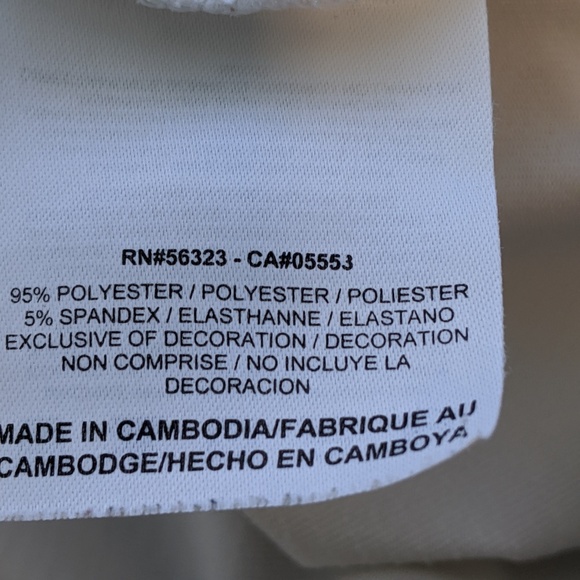 RN#56323 - CA#05553
95% POLYESTER / POLYESTER / POLIESTER
5% SPANDEX / ELASTHANNE / ELASTANO
EXCLUSIVE OF DECORATION / DECORATION
NON COMPRISE / NO INCLUYE LA
DECORACION
MADE IN CAMBODIA/FABRIQUE AU
CAMBODGE/HECHO EN CAMBOYA